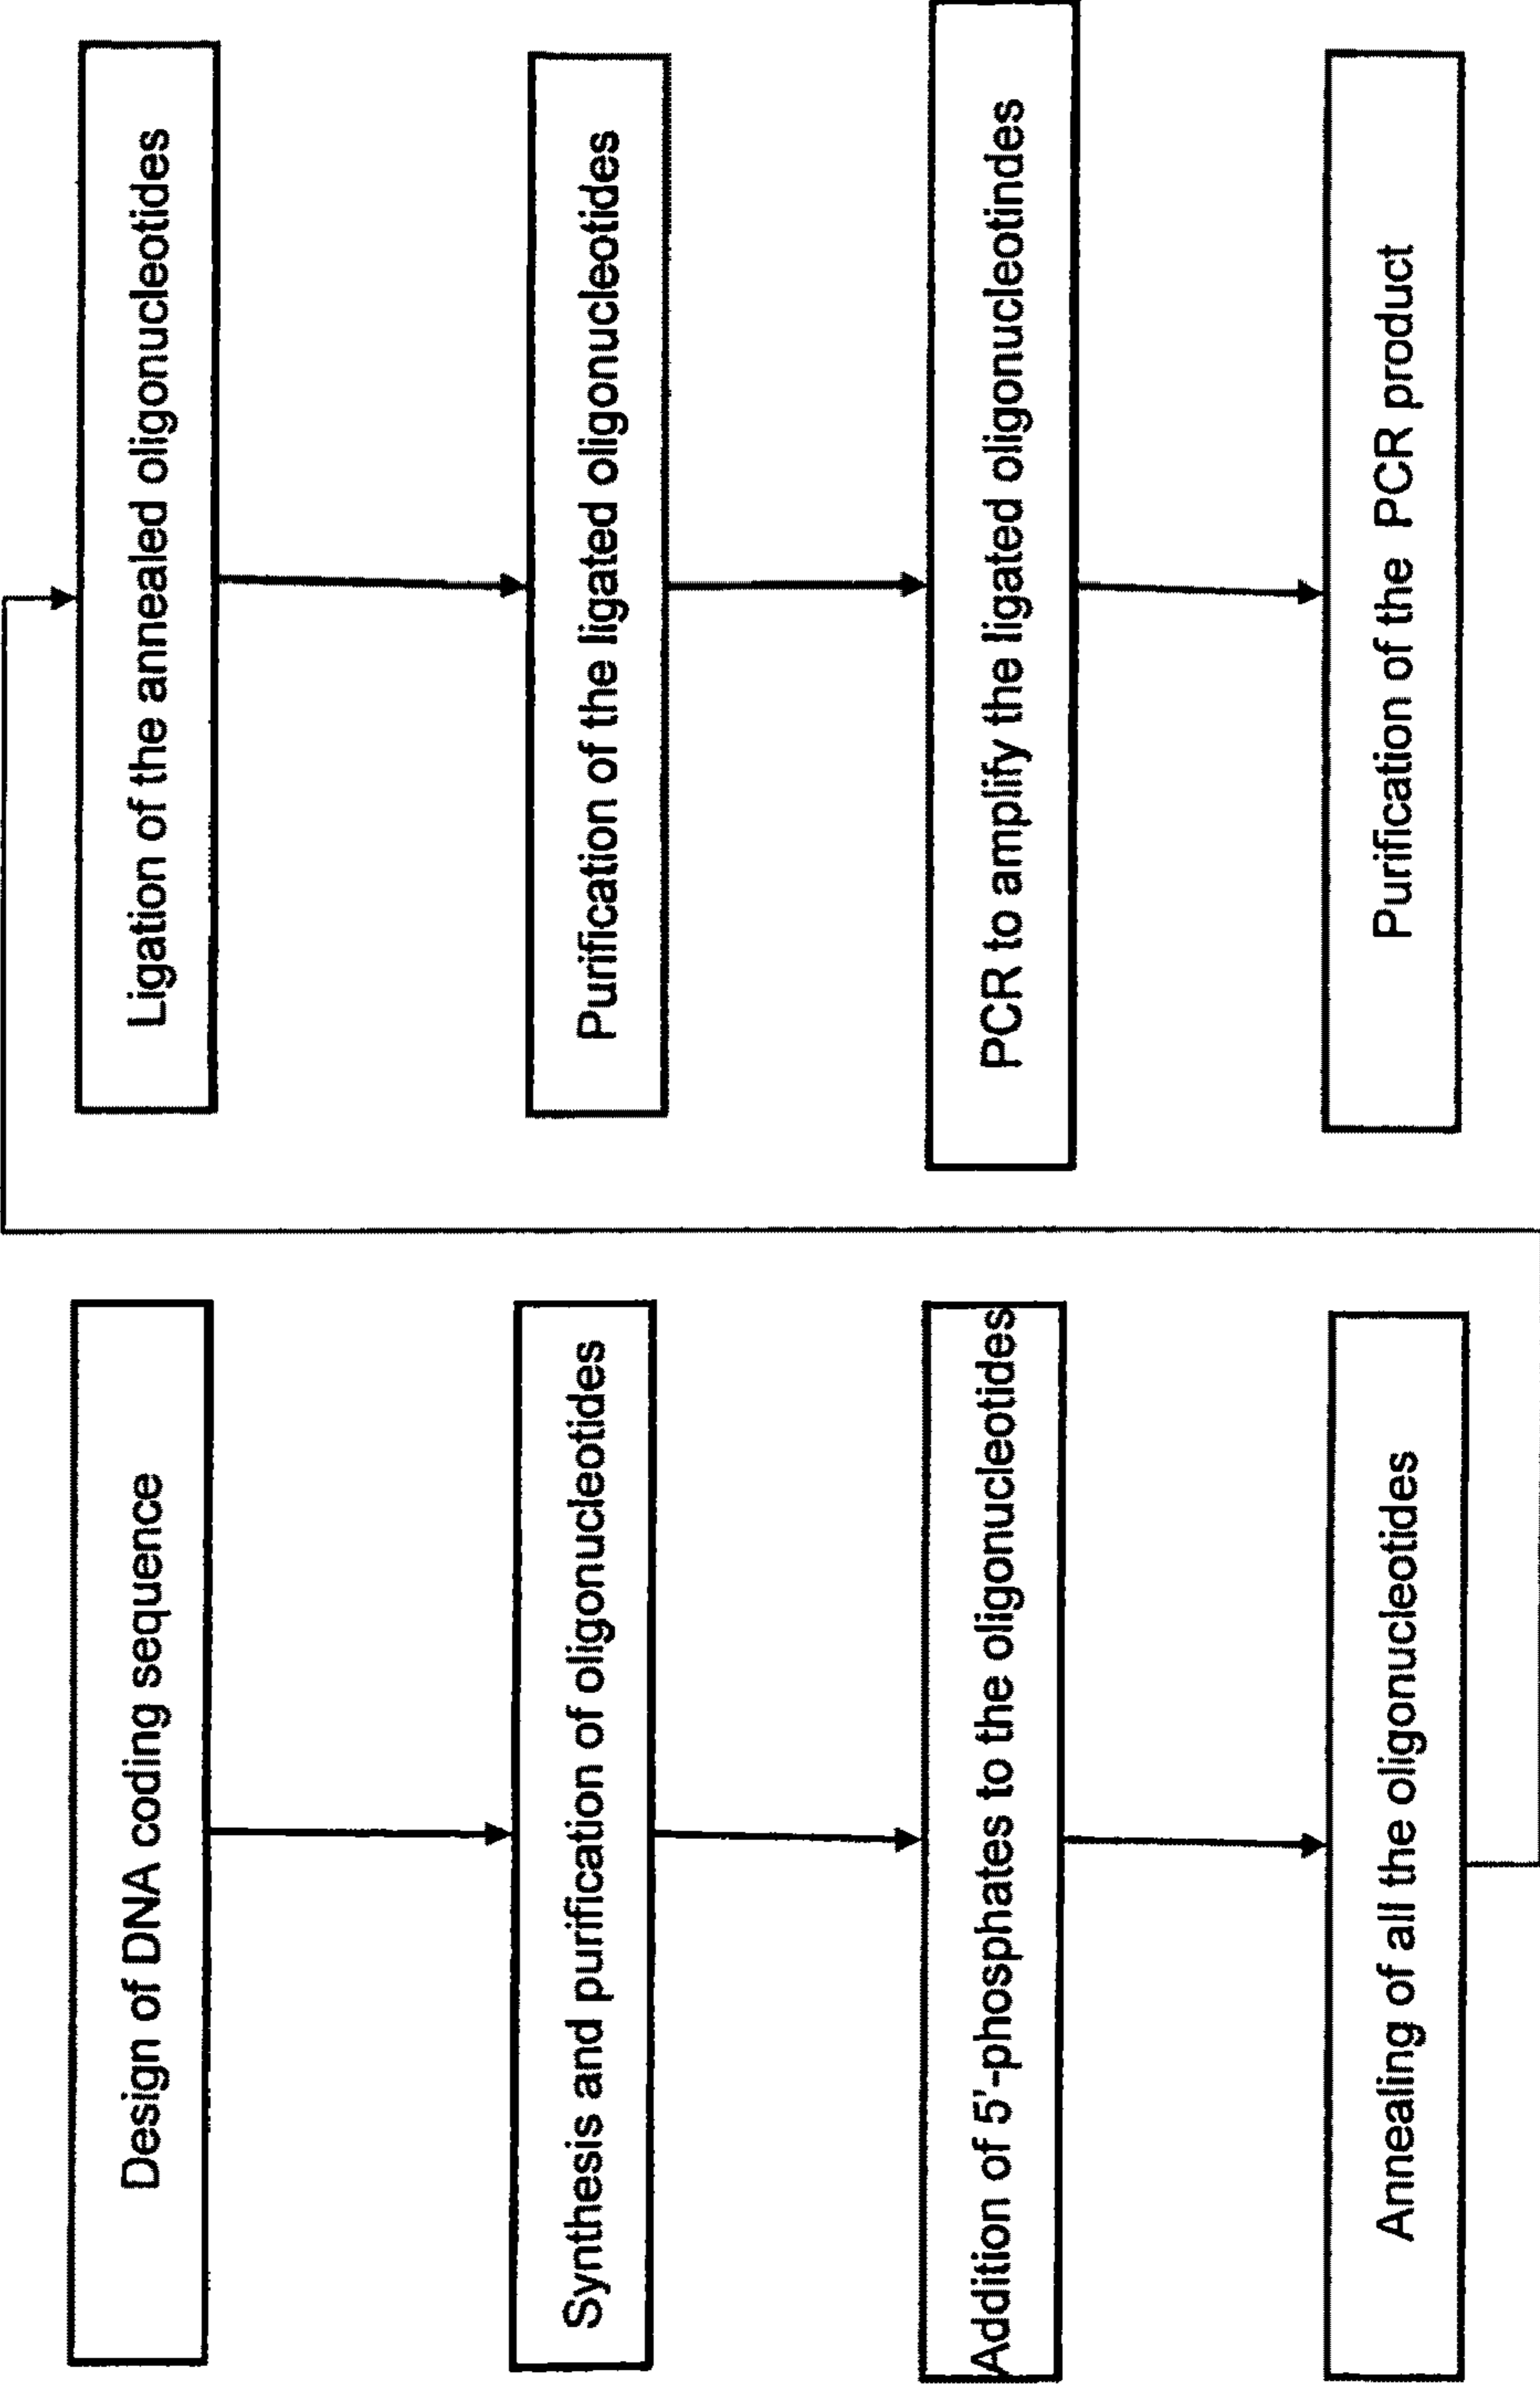 Design of DNA coding sequence
Synthesis and purification of oligonucleotides
Addition of 5'-phosphates to the oligonucleotides
Annealing of all the oligonucleotides
Ligation of the annealed oligonucleotides
Purification of the ligated oligonucleotides
PCR to amplify the ligated oligonucleotindes
Purification of the PCR product